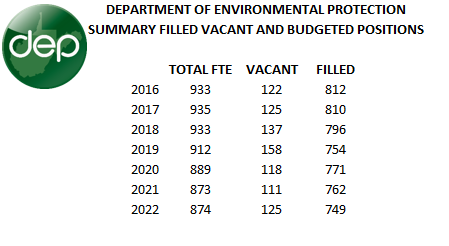 DEPARTMENT OF ENVIRONMENTAL PROTECTION
SUMMARY FILLED VACANT AND BUDGETED POSITIONS
dep
TOTAL FTE VACANT FILLED
2016 933 122 812
2017 935 125 810
2018 933 137 796
2019 912 158 754
2020 889 118 771
2021 873 111 762
2022 874 125 749